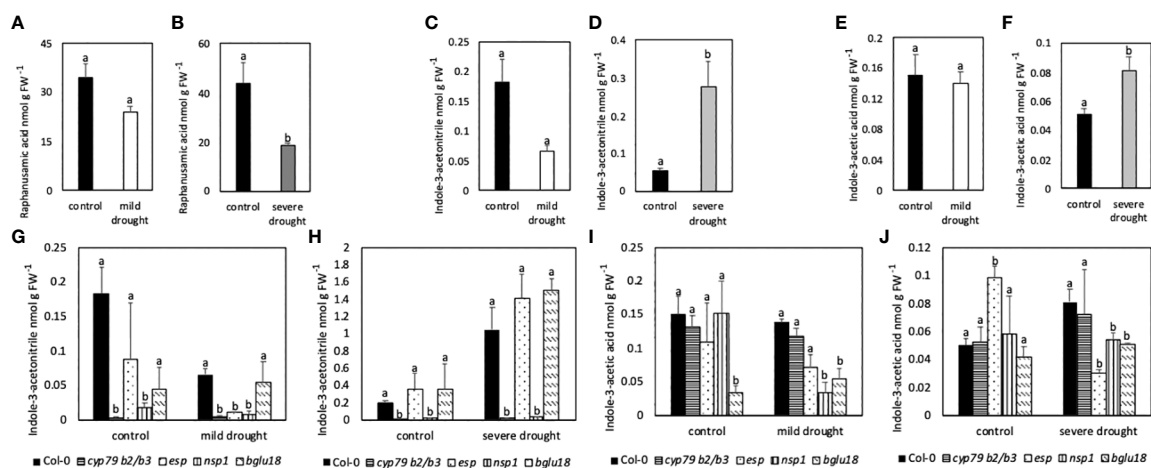 A
Raphanusamic acid nmol g FW⁻¹
45
30
15
0
a
a
control
mild
drought
B
Raphanusamic acid nmol g FW⁻¹
60
40
20
0
a
b
control
severe
drought
C
Indole-3-acetonitrile nmol g FW⁻¹
0.25
0.2
0.15
0.1
0.05
0
a
a
control
mild
drought
D
Indole-3-acetonitrile nmol g FW⁻¹
0.4
0.3
0.2
0.1
0
a
b
control
severe
drought
E
Indole-3-acetic acid nmol g FW⁻¹
0.2
0.16
0.12
0.08
0.04
0
a
a
control
mild
drought
F
Indole-3-acetic acid nmol g FW⁻¹
0.1
0.08
0.06
0.04
0.02
0
a
b
control
severe
drought
G
Indole-3-acetonitrile nmol g FW⁻¹
0.25
0.2
0.15
0.1
0.05
0
a b a b a
a b b b a
control mild drought
Col-0 cyp79 b2/b3 esp nsp1 bglu18
H
Indole-3-acetonitrile nmol g FW⁻¹
2
1.8
1.6
1.4
1.2
1
0.8
0.6
0.4
0.2
0
a b a b a
a b a b a
control severe drought
Col-0 cyp79 b2/b3 esp nsp1 bglu18
I
Indole-3-acetic acid nmol g FW⁻¹
0.25
0.2
0.15
0.1
0.05
0
a a a a b
a a a b b
control mild drought
Col-0 cyp79 b2/b3 esp nsp1 bglu18
J
Indole-3-acetic acid nmol g FW⁻¹
0.12
0.1
0.08
0.06
0.04
0.02
0
a a b a a
a a b b b
control severe drought
Col-0 cyp79 b2/b3 esp nsp1 bglu18